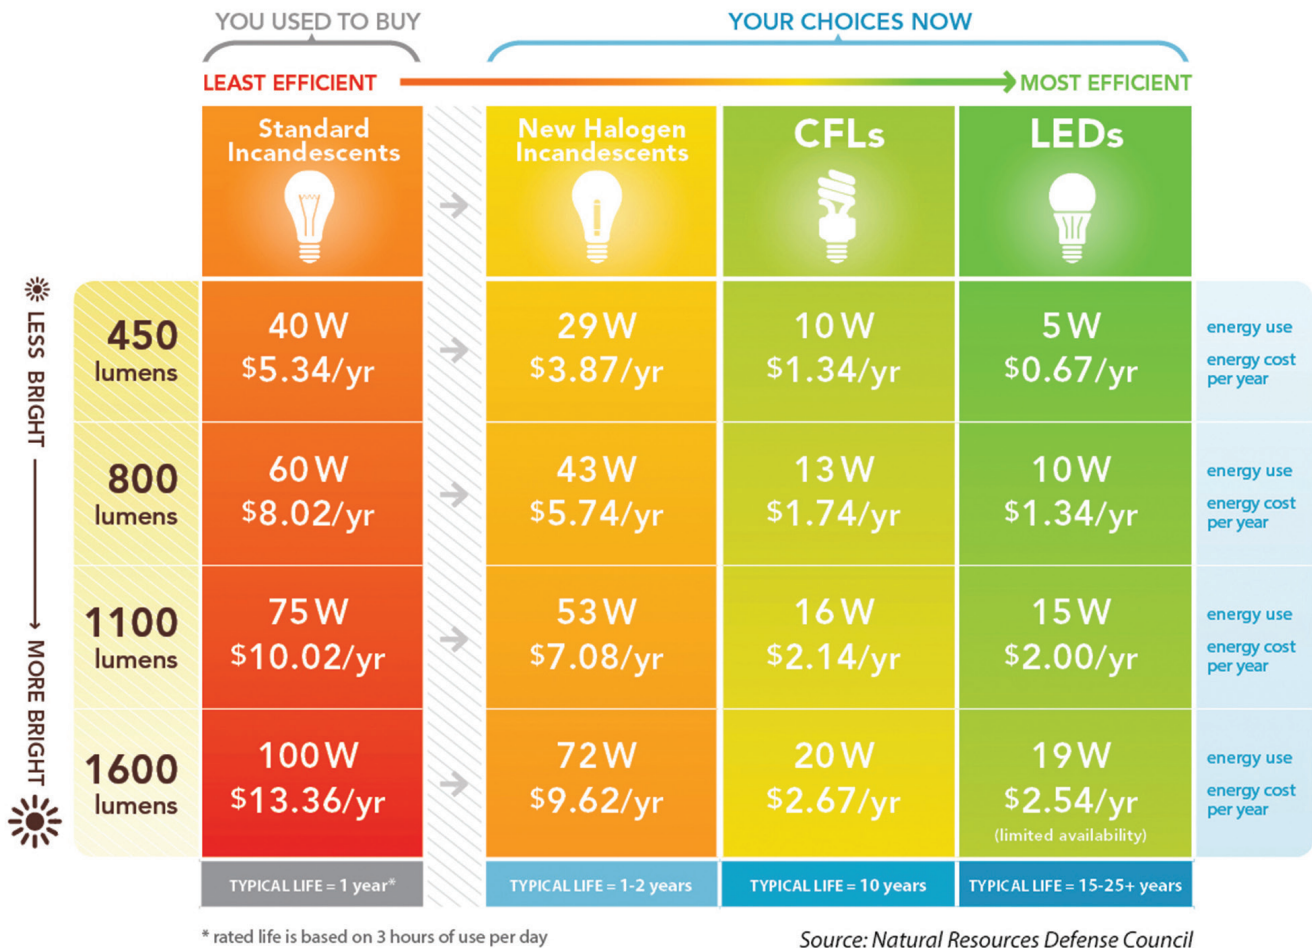 YOU USED TO BUY
YOUR CHOICES NOW
LEAST EFFICIENT
MOST EFFICIENT
Standard
Incandescents
New Halogen
Incandescents
CFLs
LEDs
LESS BRIGHT
MORE BRIGHT
450
lumens
40 W
$5.34/yr
29 W
$3.87/yr
10 W
$1.34/yr
5 W
$0.67/yr
energy use
energy cost
per year
800
lumens
60 W
$8.02/yr
43 W
$5.74/yr
13 W
$1.74/yr
10 W
$1.34/yr
energy use
energy cost
per year
1100
lumens
75 W
$10.02/yr
53 W
$7.08/yr
16 W
$2.14/yr
15 W
$2.00/yr
energy use
energy cost
per year
1600
lumens
100 W
$13.36/yr
72 W
$9.62/yr
20 W
$2.67/yr
19 W
$2.54/yr
(limited availability)
energy use
energy cost
per year
TYPICAL LIFE = 1 year*
TYPICAL LIFE = 1-2 years
TYPICAL LIFE = 10 years
TYPICAL LIFE = 15-25+ years
* rated life is based on 3 hours of use per day
Source: Natural Resources Defense Council